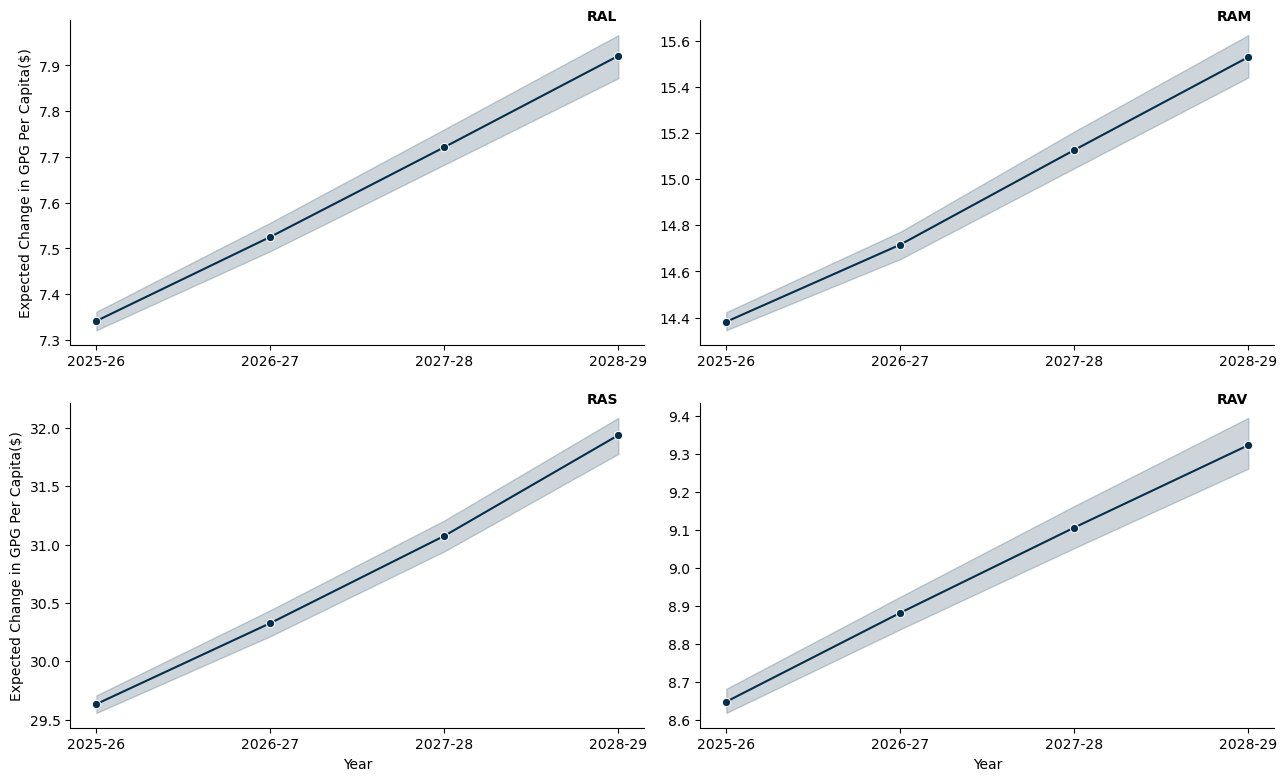 RAL
Expected Change in GPG Per Capita($)
7.9
7.8
7.7
7.6
7.5
7.4
7.3
2025-26 2026-27 2027-28 2028-29
RAM
15.6
15.4
15.2
15.0
14.8
14.6
14.4
2025-26 2026-27 2027-28 2028-29
RAS
Expected Change in GPG Per Capita($)
32.0
31.5
31.0
30.5
30.0
29.5
2025-26 2026-27 2027-28 2028-29
Year
RAV
9.4
9.3
9.2
9.1
9.0
8.9
8.8
8.7
8.6
2025-26 2026-27 2027-28 2028-29
Year